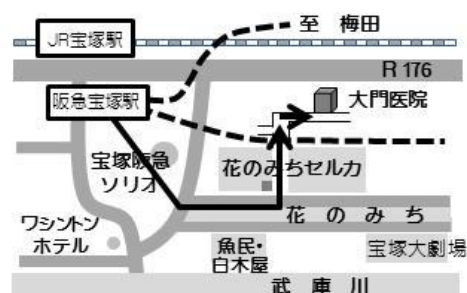 至　梅田
JR宝塚駅
R 176
阪急宝塚駅
大門医院
宝塚阪急
ソリオ
花のみちセルカ
花 の み ち
ワシントン
ホテル
魚民・
白木屋
宝塚大劇場
武 庫 川